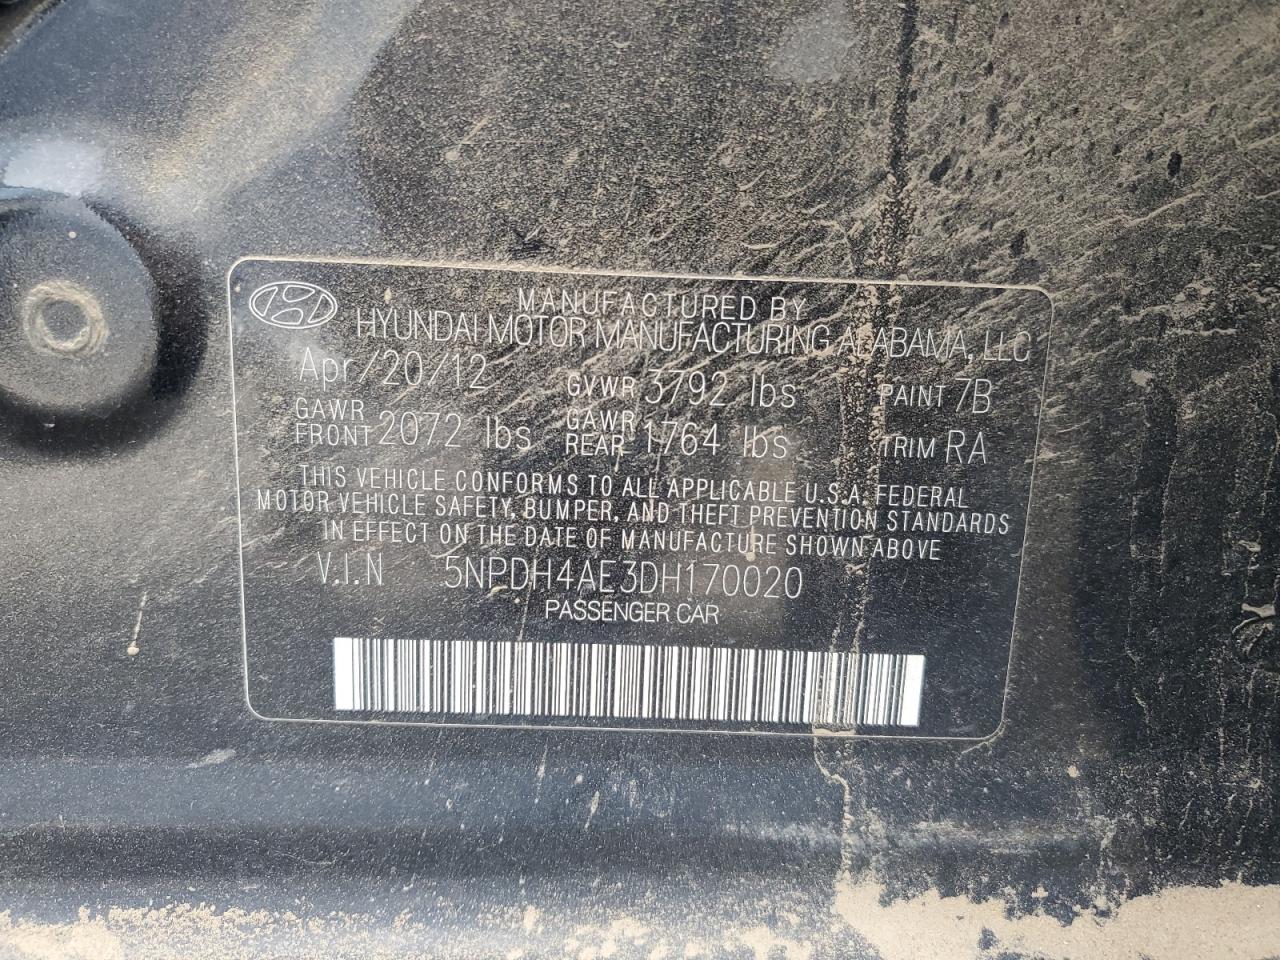 MANUFACTURED BY
HYUNDAI MOTOR MANUFACTURING ALABAMA, LLC
Apr/20/12 GVWR 3792 lbs PAINT 7B
GAWR FRONT 2072 lbs GAWR REAR 1764 lbs TRIM RA
THIS VEHICLE CONFORMS TO ALL APPLICABLE U.S.A. FEDERAL
MOTOR VEHICLE SAFETY, BUMPER, AND THEFT PREVENTION STANDARDS
IN EFFECT ON THE DATE OF MANUFACTURE SHOWN ABOVE
V.I.N 5NPDH4AE3DH170020
PASSENGER CAR